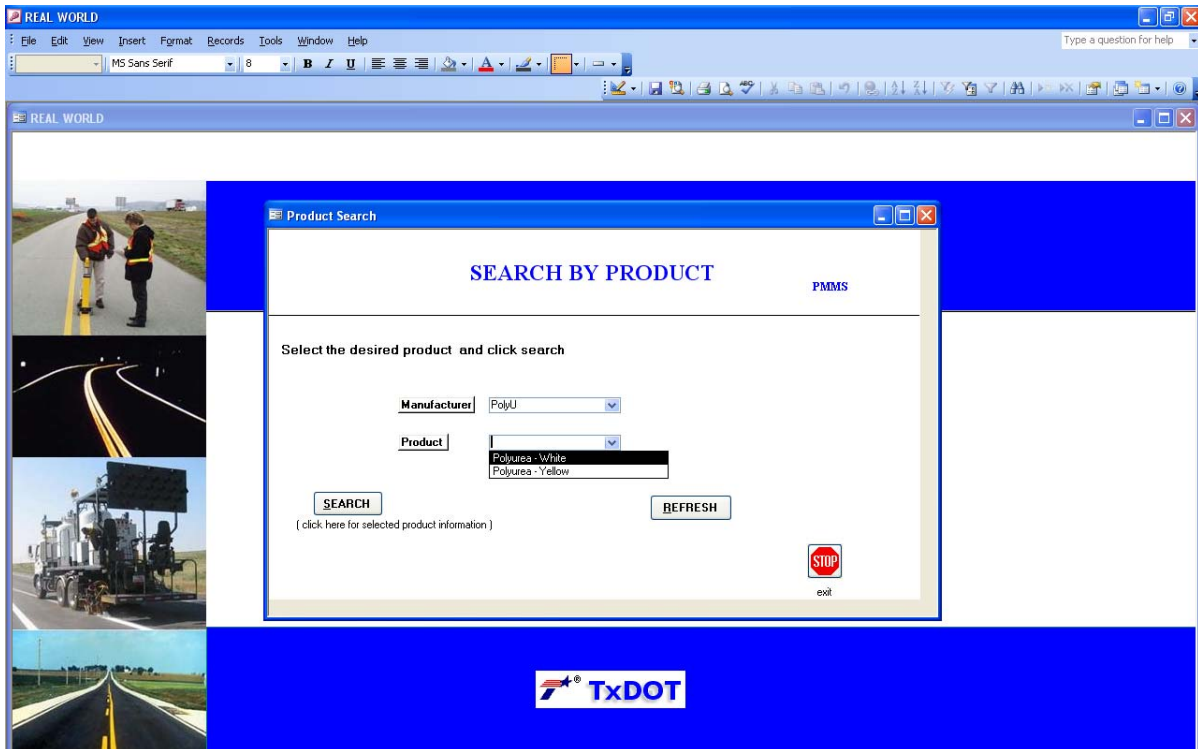 REAL WORLD
File Edit View Insert Format Records Tools Window Help
Type a question for help
MS Sans Serif 8 B I U A
REAL WORLD
Product Search
SEARCH BY PRODUCT
PMMS
Select the desired product and click search
Manufacturer PolyU
Product
Polyurea - White
Polyurea - Yellow
SEARCH
REFRESH
( click here for selected product information )
STOP
exit
® TxDOT